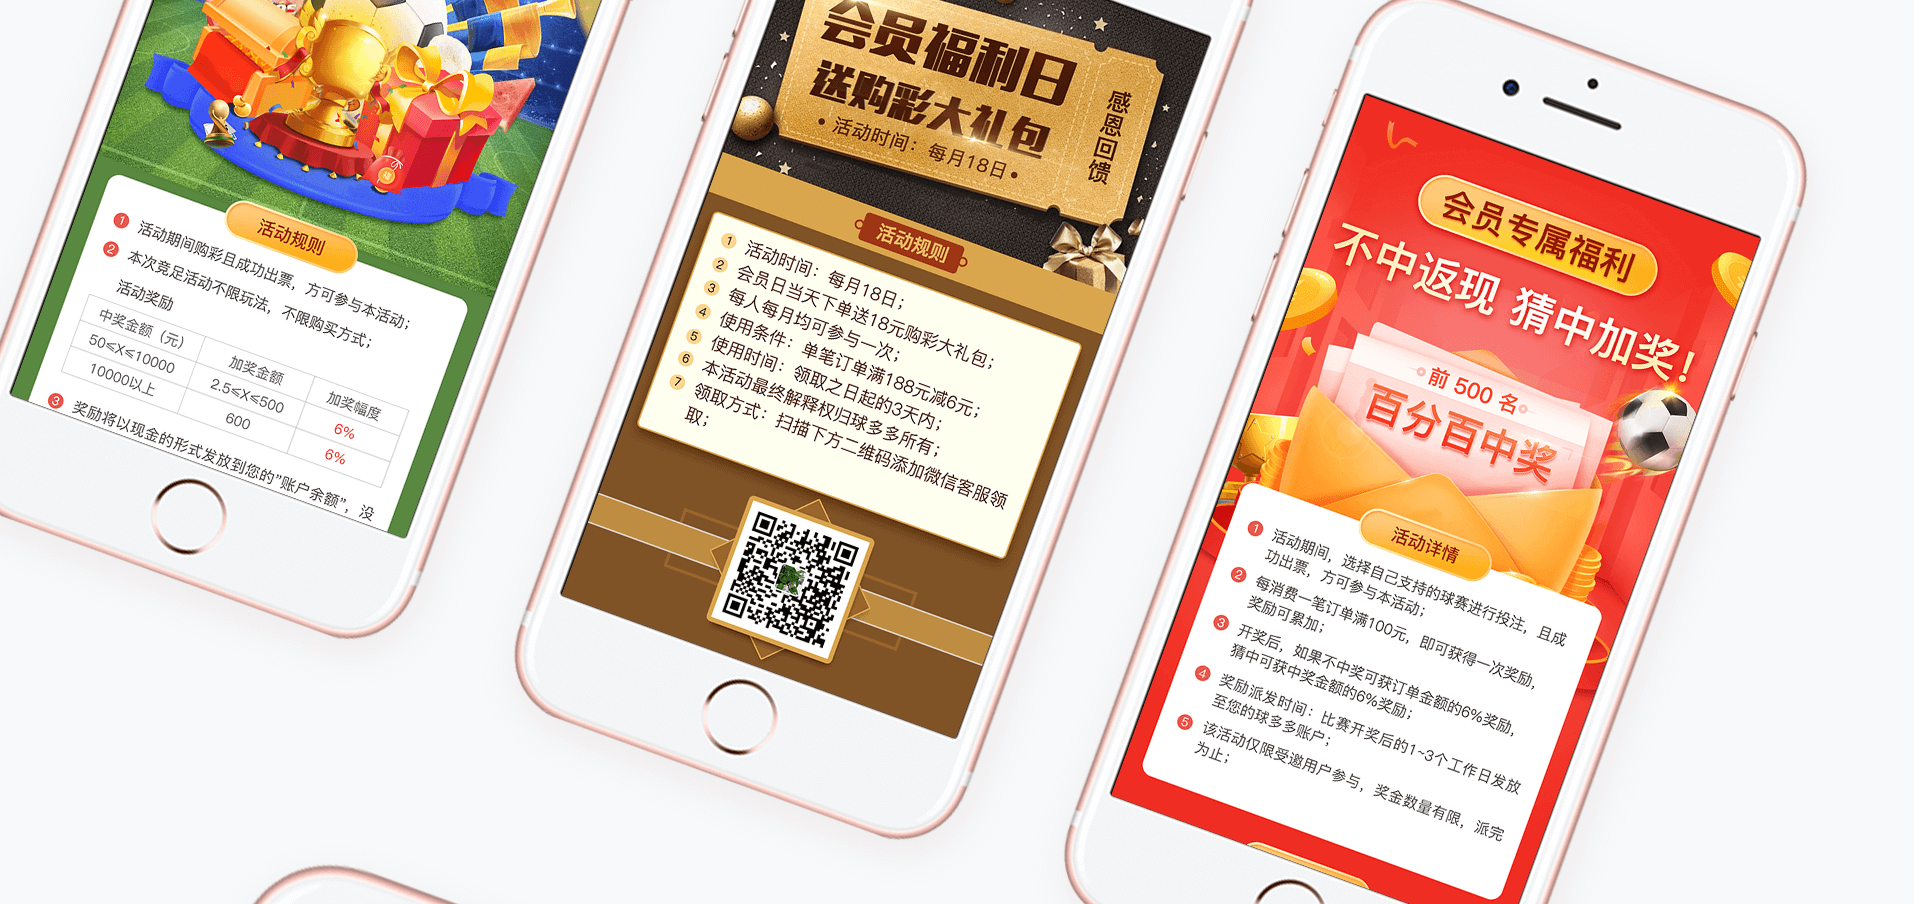 活动规则
1 活动期间购彩且成功出票，方可参与本活动；
2 本次竞足活动不限玩法，不限购买方式；
活动奖励
中奖金额（元） 加奖金额 加奖幅度
50≤X≤10000 2.5≤X≤500 6%
10000以上 600 6%
3 奖励将以现金的形式发放到您的"账户余额"，没
会员福利日
送购彩大礼包
•活动时间：每月18日•
感恩回馈
活动规则
1 活动时间：每月18日；
2 会员日当天下单送18元购彩大礼包；
3 每人每月均可参与一次；
4 使用条件：单笔订单满188元减6元；
5 使用时间：领取之日起的3天内；
6 本活动最终解释权归球多多所有；
7 领取方式：扫描下方二维码添加微信客服领
取；
会员专属福利
不中返现 猜中加奖！
前 500 名
百分百中奖
活动详情
1 活动期间，选择自己支持的球赛进行投注，且成
功出票，方可参与本活动；
2 每消费一笔订单满100元，即可获得一次奖励，
奖励可累加；
3 开奖后，如果不中奖可获订单金额的6%奖励，
猜中可获中奖金额的6%奖励；
4 奖励派发时间：比赛开奖后的1~3个工作日发放
至您的球多多账户；
5 该活动仅限受邀用户参与，奖金数量有限，派完
为止；